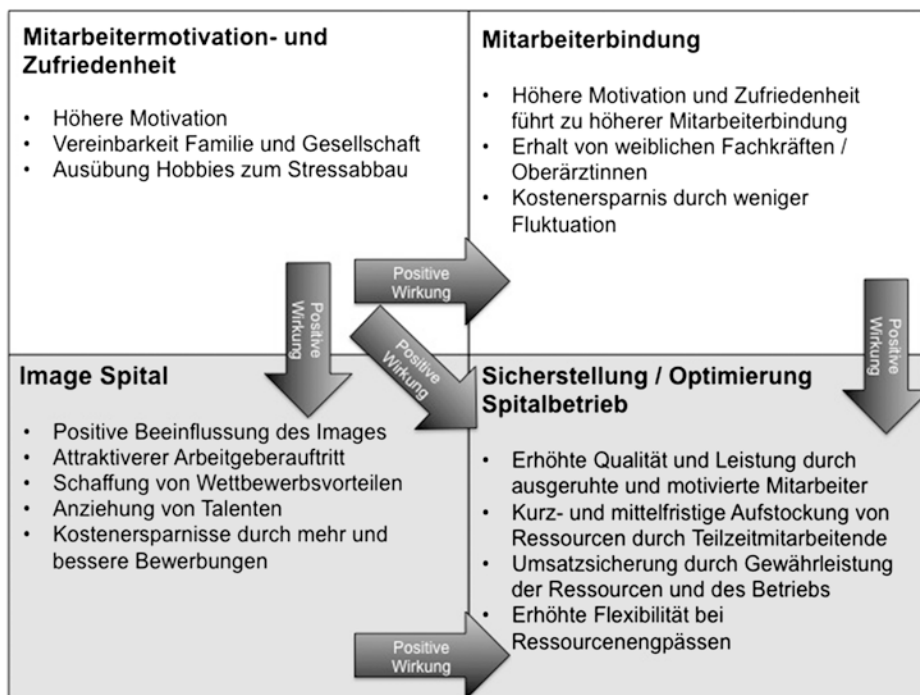 Mitarbeitermotivation- und
Zufriedenheit
• Höhere Motivation
• Vereinbarkeit Familie und Gesellschaft
• Ausübung Hobbies zum Stressabbau
Mitarbeiterbindung
• Höhere Motivation und Zufriedenheit
führt zu höherer Mitarbeiterbindung
• Erhalt von weiblichen Fachkräften /
Oberärztinnen
• Kostenersparnis durch weniger
Fluktuation
Positive
Wirkung
Positive
Wirkung
Positive
Wirkung
Positive
Wirkung
Image Spital
• Positive Beeinflussung des Images
• Attraktiverer Arbeitgeberauftritt
• Schaffung von Wettbewerbsvorteilen
• Anziehung von Talenten
• Kostenersparnisse durch mehr und
bessere Bewerbungen
Sicherstellung / Optimierung
Spitalbetrieb
• Erhöhte Qualität und Leistung durch
ausgeruhte und motivierte Mitarbeiter
• Kurz- und mittelfristige Aufstockung von
Ressourcen durch Teilzeitmitarbeitende
• Umsatzsicherung durch Gewährleistung
der Ressourcen und des Betriebs
• Erhöhte Flexibilität bei
Ressourcenengpässen
Positive
Wirkung